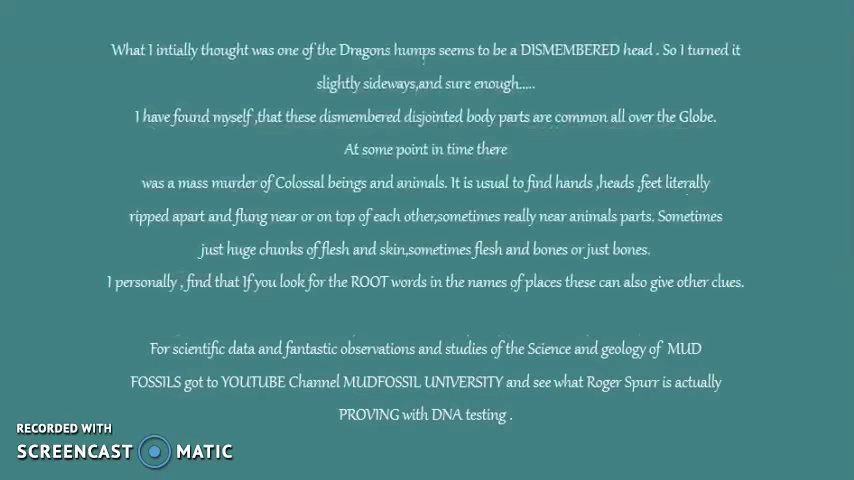 What I intially thought was one of the Dragons humps seems to be a DISMEMBERED head . So I turned it
slightly sideways,and sure enough.....
I have found myself ,that these dismembered disjointed body parts are common all over the Globe.
At some point in time there
was a mass murder of Colossal beings and animals. It is usual to find hands ,heads ,feet literally
ripped apart and flung near or on top of each other,sometimes really near animals parts. Sometimes
just huge chunks of flesh and skin,sometimes flesh and bones or just bones.
I personally , find that If you look for the ROOT words in the names of places these can also give other clues.
For scientific data and fantastic observations and studies of the Science and geology of MUD
FOSSILS got to YOUTUBE Channel MUDFOSSIL UNIVERSITY and see what Roger Spurr is actually
PROVING with DNA testing .
RECORDED WITH
SCREENCAST MATIC